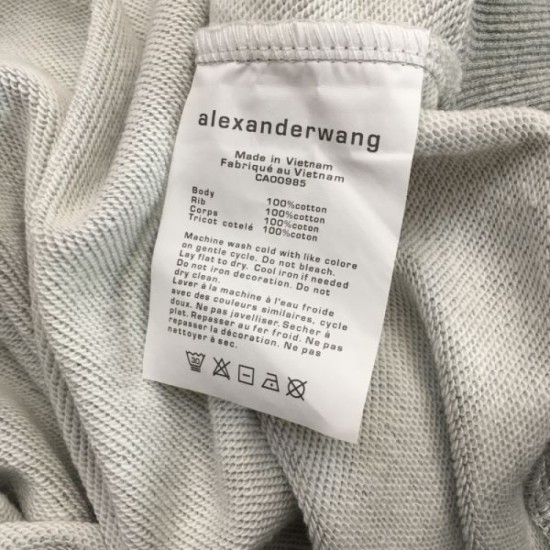 alexanderwang
Made in Vietnam
Fabriqué au Vietnam
CA00985
Body 100%cotton
Rib 100%cotton
Corps 100%coton
Tricot cotelé 100%coton
Machine wash cold with like colore
on gentle cycle. Do not bleach.
Lay flat to dry. Cool iron if needed
Do not iron decoration. Do not
dry clean.
Laver à la machine à l'eau froide
avec des couleurs similaires, cycle
doux. Ne pas javelliser. Secher à
plat. Repasser au fer froid. Ne pas
repasser la décoration. Ne pas
nettoyer à sec.
30